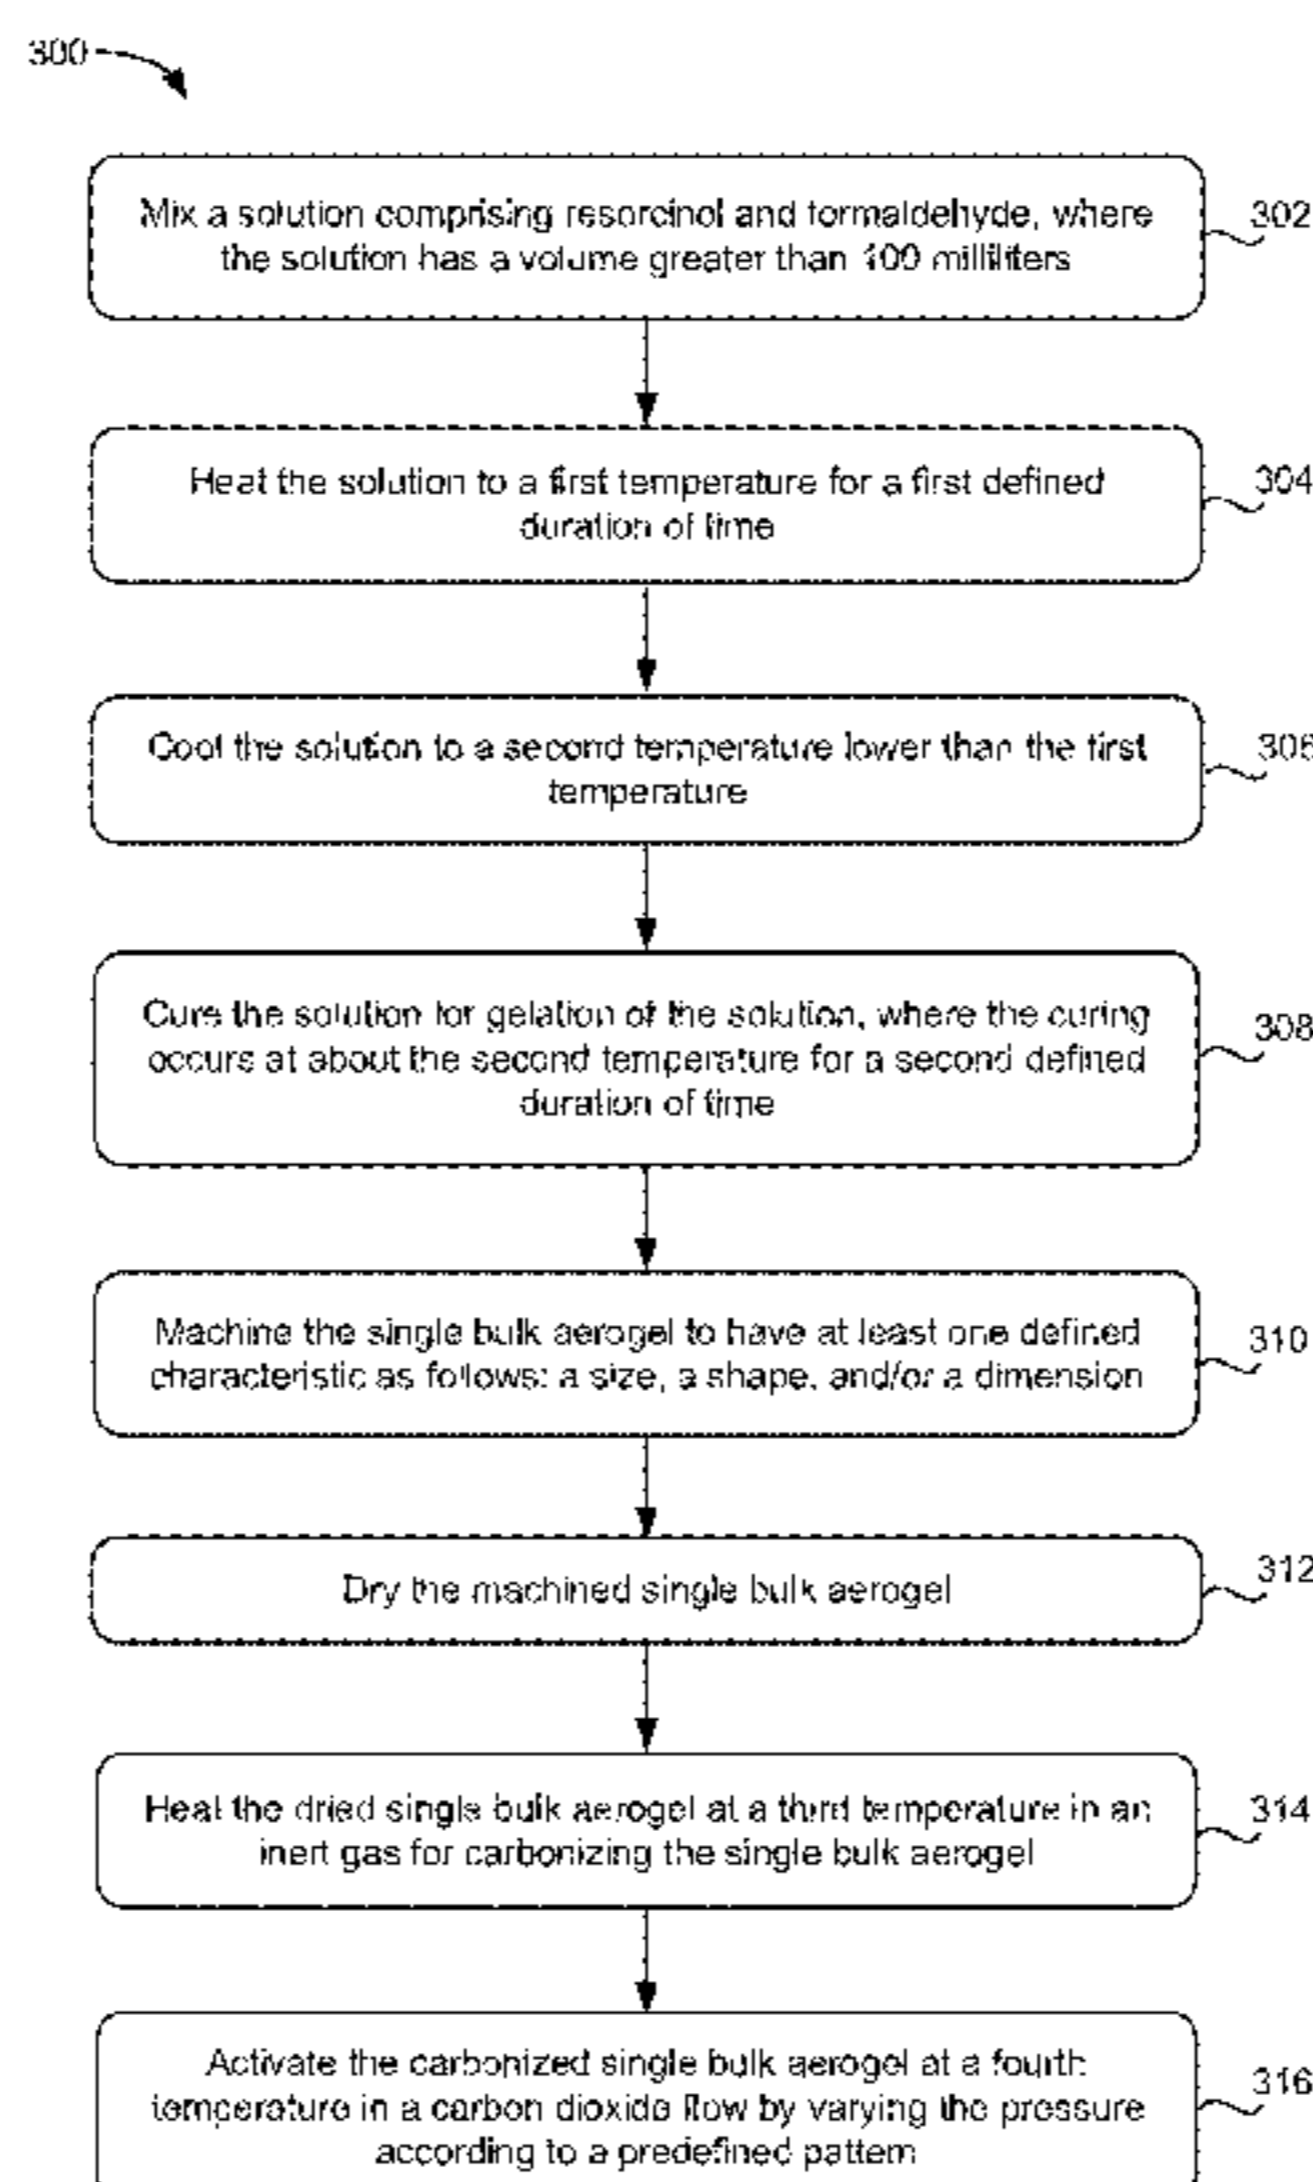 300
Mix a solution comprising resorcinol and formaldehyde, where
the solution has a volume greater than 100 milliliters
302
Heat the solution to a first temperature for a first defined
duration of time
304
Cool the solution to a second temperature lower than the first
temperature
306
Cure the solution for gelation of the solution, where the curing
occurs at about the second temperature for a second defined
duration of time
308
Machine the single bulk aerogel to have at least one defined
characteristic as follows: a size, a shape, and/or a dimension
310
Dry the machined single bulk aerogel
312
Heat the dried single bulk aerogel at a third temperature in an
inert gas for carbonizing the single bulk aerogel
314
Activate the carbonized single bulk aerogel at a fourth
temperature in a carbon dioxide flow by varying the pressure
according to a predefined pattern
316